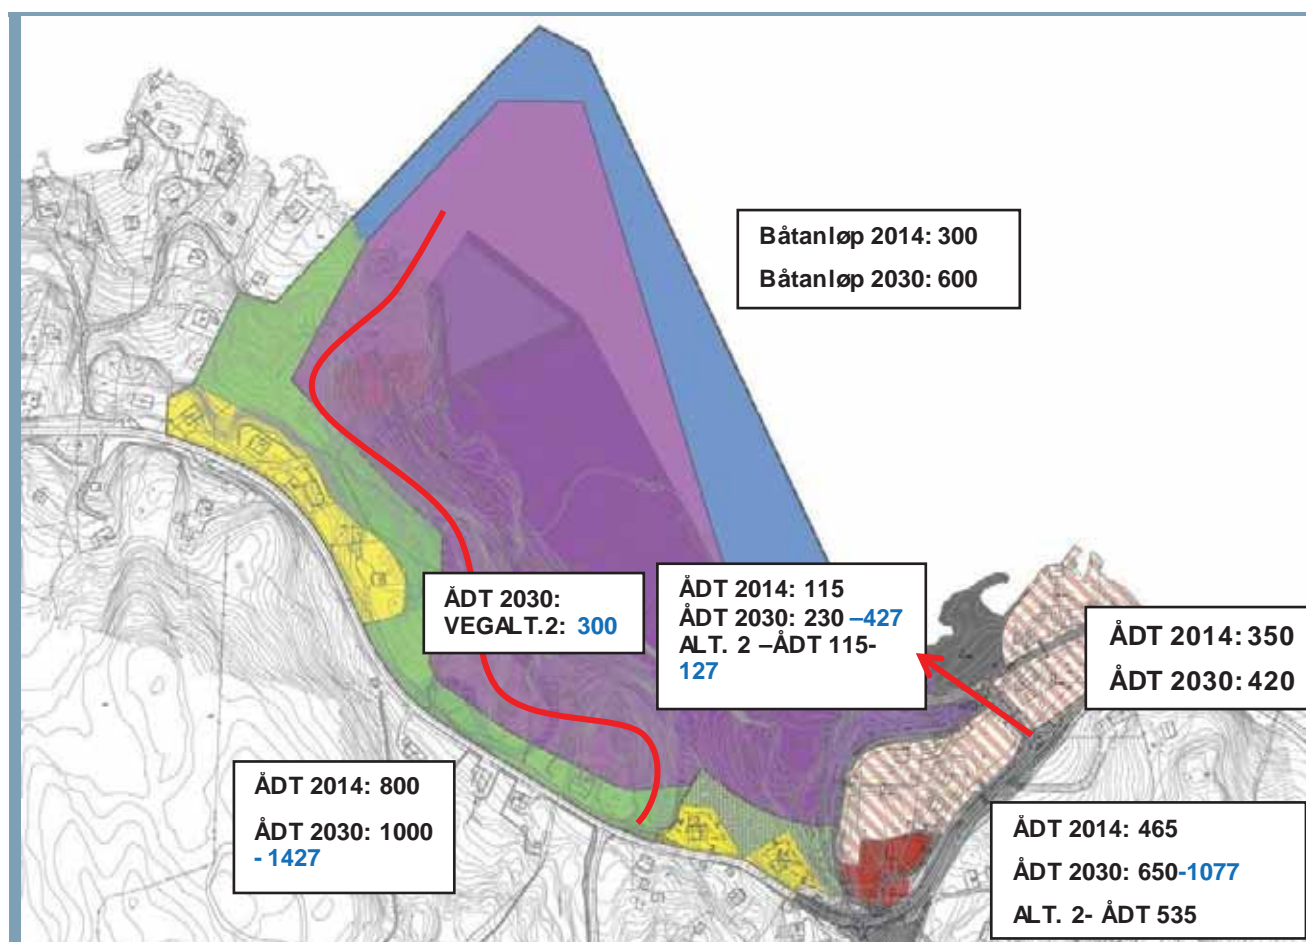 Båtanløp 2014: 300
Båtanløp 2030: 600
ÅDT 2030:
VEGALT.2: 300
ÅDT 2014: 115
ÅDT 2030: 230 –427
ALT. 2 –ÅDT 115-
127
ÅDT 2014: 350
ÅDT 2030: 420
ÅDT 2014: 800
ÅDT 2030: 1000
- 1427
ÅDT 2014: 465
ÅDT 2030: 650-1077
ALT. 2- ÅDT 535